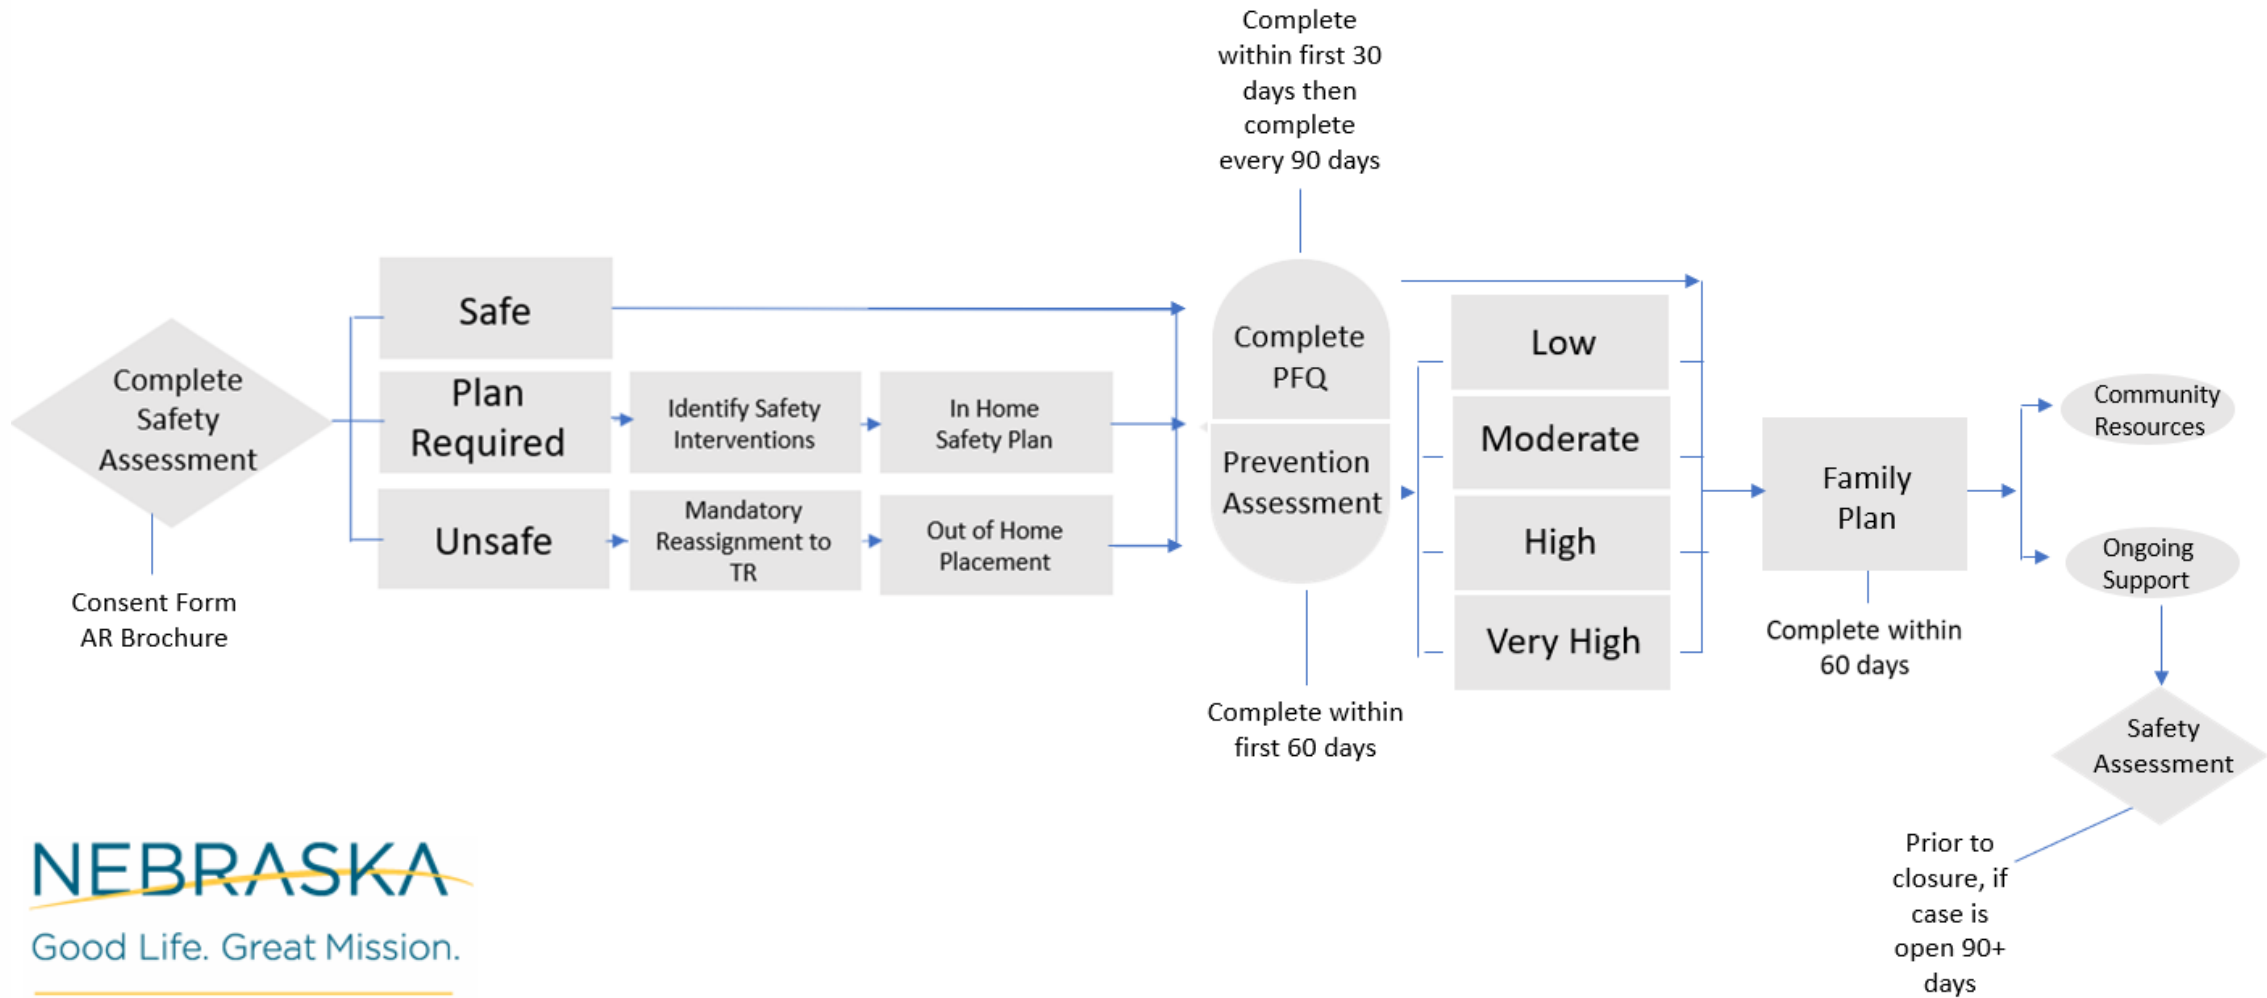 Complete
within first 30
days then
complete
every 90 days
Complete
Safety
Assessment
Consent Form
AR Brochure
Safe
Plan
Required
Identify Safety
Interventions
In Home
Safety Plan
Unsafe
Mandatory
Reassignment to
TR
Out of Home
Placement
Complete
PFQ
Prevention
Assessment
Complete within
first 60 days
Low
Moderate
High
Very High
Family
Plan
Complete within
60 days
Community
Resources
Ongoing
Support
Safety
Assessment
Prior to
closure, if
case is
open 90+
days
NEBRASKA
Good Life. Great Mission.